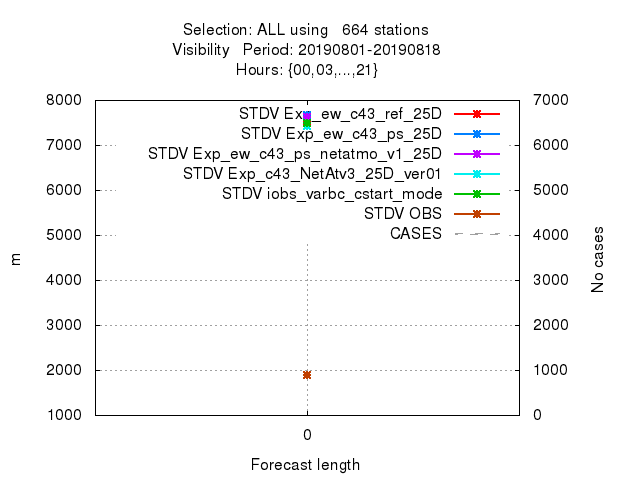 Selection: ALL using   664 stations
Visibility   Period: 20190801-20190818
Hours: {00,03,...,21}
8000
7000
6000
5000
4000
3000
2000
1000
m
7000
6000
5000
4000
3000
2000
1000
0
No cases
STDV Exp_ew_c43_ref_25D
STDV Exp_ew_c43_ps_25D
STDV Exp_ew_c43_ps_netatmo_v1_25D
STDV Exp_c43_NetAtv3_25D_ver01
STDV iobs_varbc_cstart_mode
STDV OBS
CASES
0
Forecast length